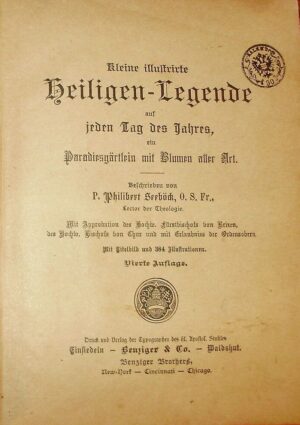 Kleine illustrirte
Heiligen-Legende
auf
jeden Tag des Jahres,
ein
Paradiesgärtlein mit Blumen aller Art.
Beschrieben von
P. Philibert Seeböck, O. S. Fr.,
Lector der Theologie.
Mit Approbation des Hochw. Fürstbischofs von Brixen,
des Hochw. Bischofs von Chur und mit Erlaubniss der Ordensobern.
Mit Titelbild und 364 Illustrationen.
Vierte Auflage.
Druck und Verlag der Typographen des hl. Apostol. Stuhles
Einsiedeln – Benziger & Co. – Waldshut.
Benziger Brothers,
New-York – Cincinnati – Chicago.